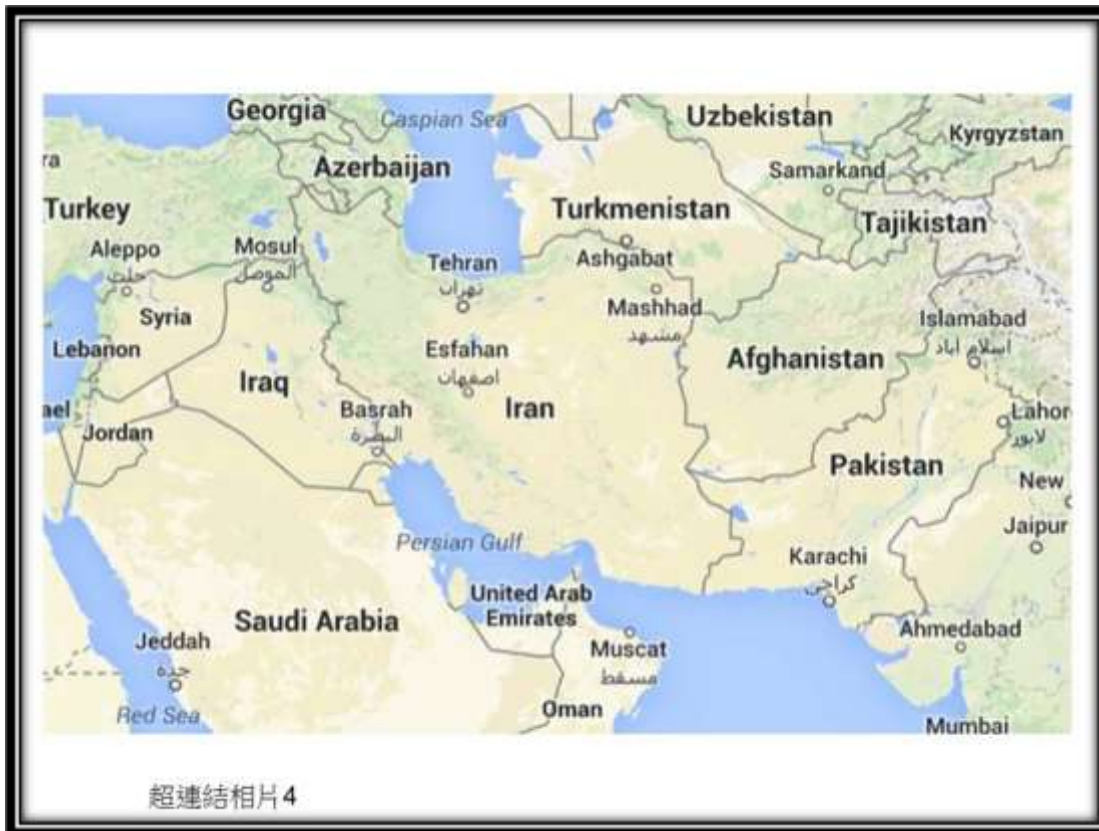 Georgia
Caspian Sea
Uzbekistan
Kyrgyzstan
Azerbaijan
Samarkand
Turkey
Turkmenistan
Tajikistan
Aleppo
حلب
Mosul
الموصل
Tehran
تهران
Ashgabat
Mashhad
مشهد
Islamabad
اسلام آباد
Syria
Lebanon
Esfahan
اصفهان
Afghanistan
Iraq
Iran
ael
Jordan
Basrah
البصرة
Lahor
لاہور
Pakistan
New
Jaipur
Persian Gulf
Karachi
کراچی
United Arab
Emirates
Saudi Arabia
Ahmedabad
Jeddah
جدة
Muscat
مسقط
Red Sea
Oman
Mumbai
超連結相片4